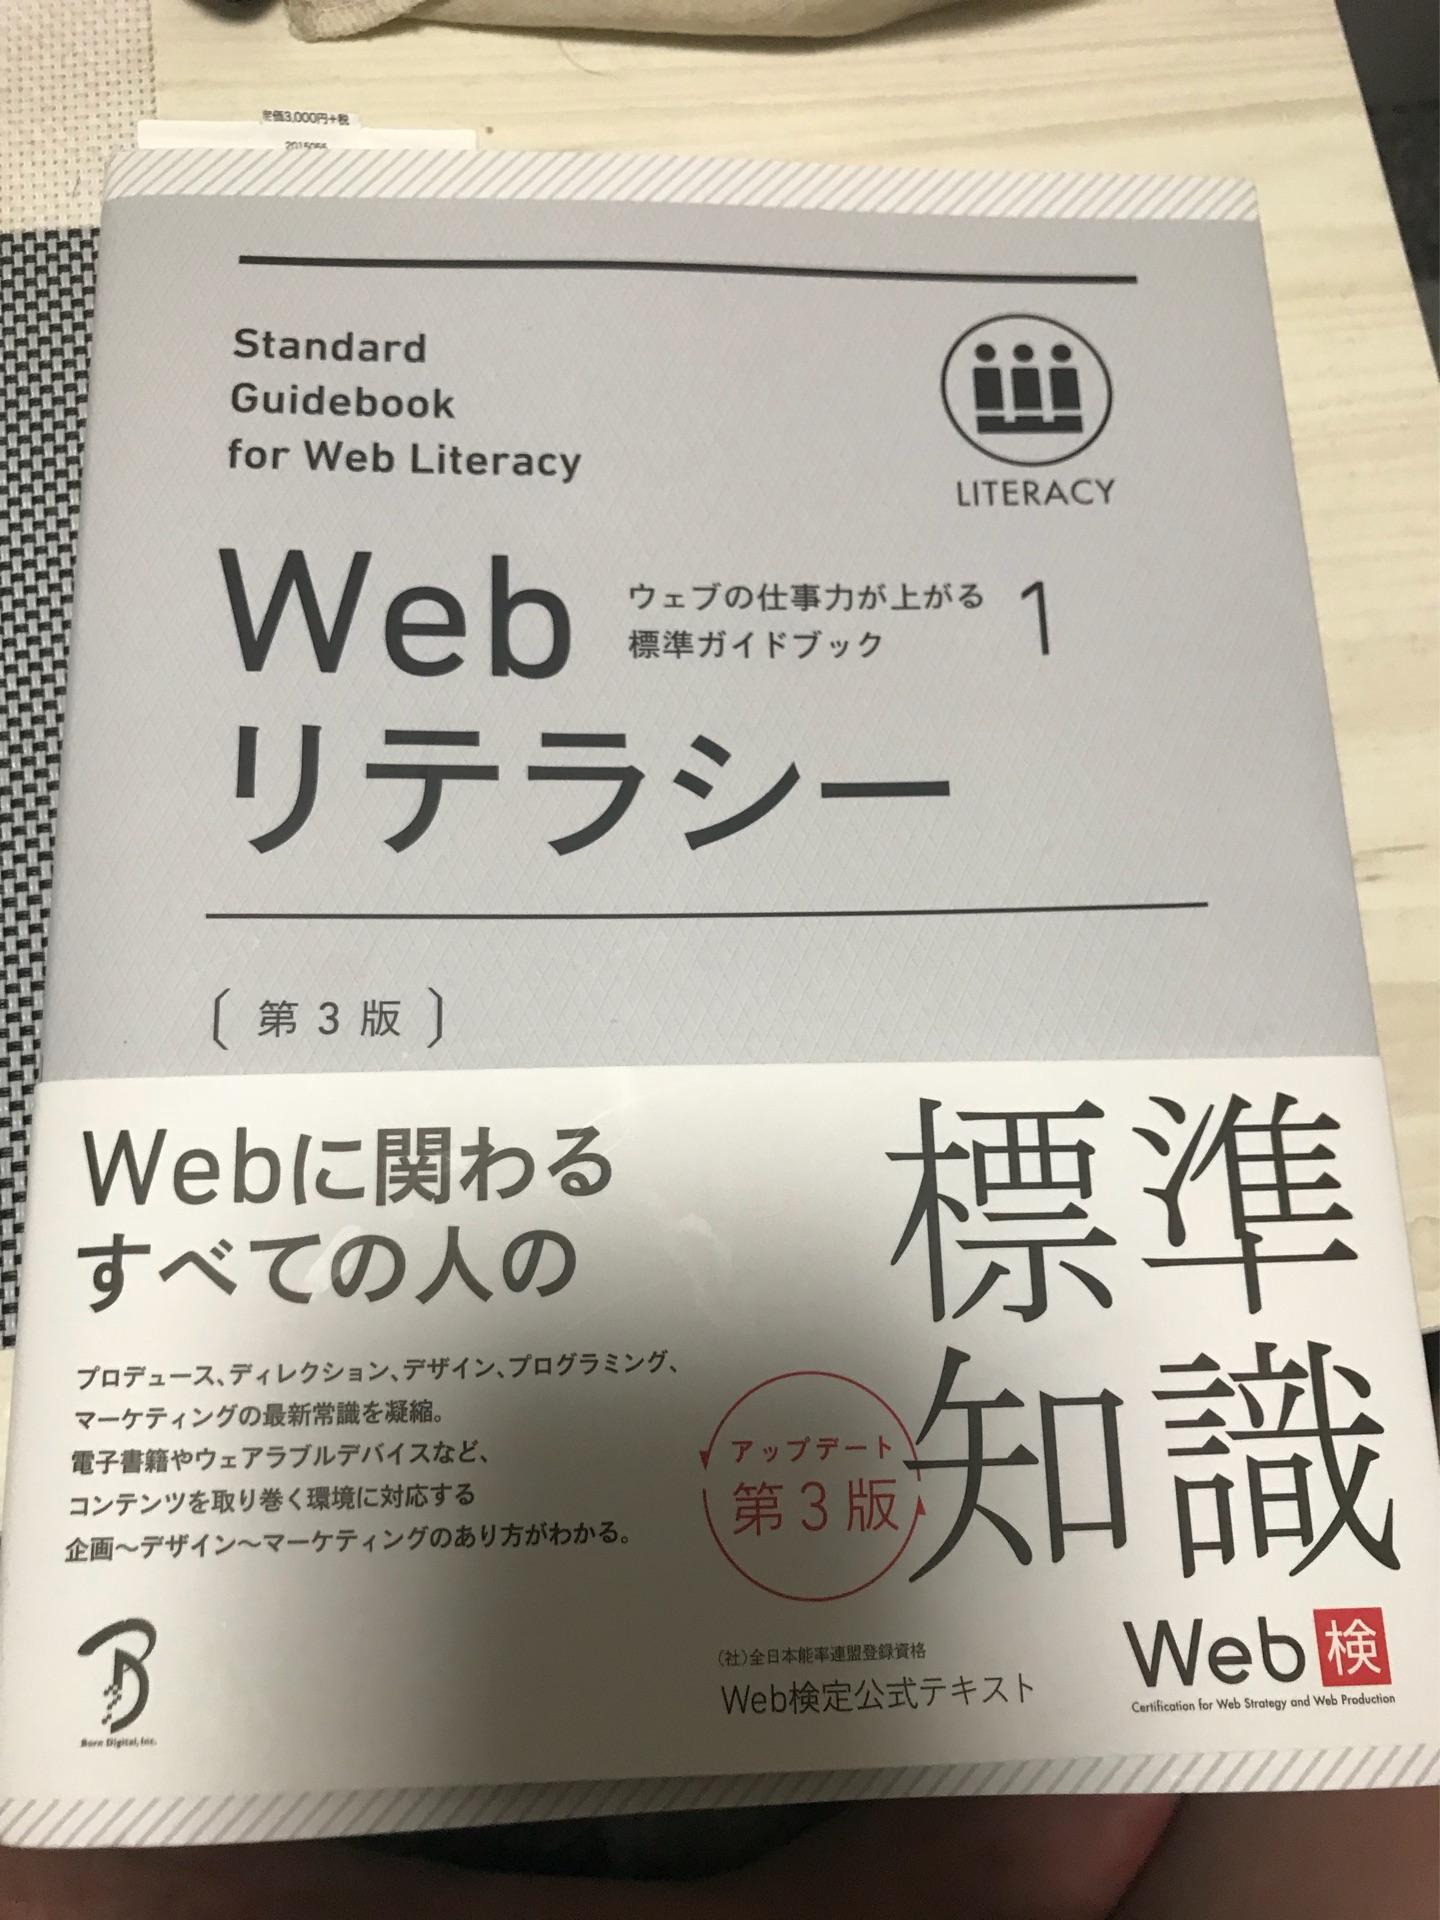 定価3,000円+税
Standard
Guidebook
for Web Literacy
LITERACY
Web
ウェブの仕事力が上がる
標準ガイドブック
1
リテラシー
〔第3版〕
Webに関わる
すべての人の
標準
知識
プロデュース、ディレクション、デザイン、プログラミング、
マーケティングの最新常識を凝縮。
電子書籍やウェアラブルデバイスなど、
コンテンツを取り巻く環境に対応する
企画〜デザイン〜マーケティングのあり方がわかる。
アップデート
第3版
(社)全日本能率連盟登録資格
Web検定公式テキスト
Web検
Certification for Web Strategy and Web Production
Born Digital, Inc.